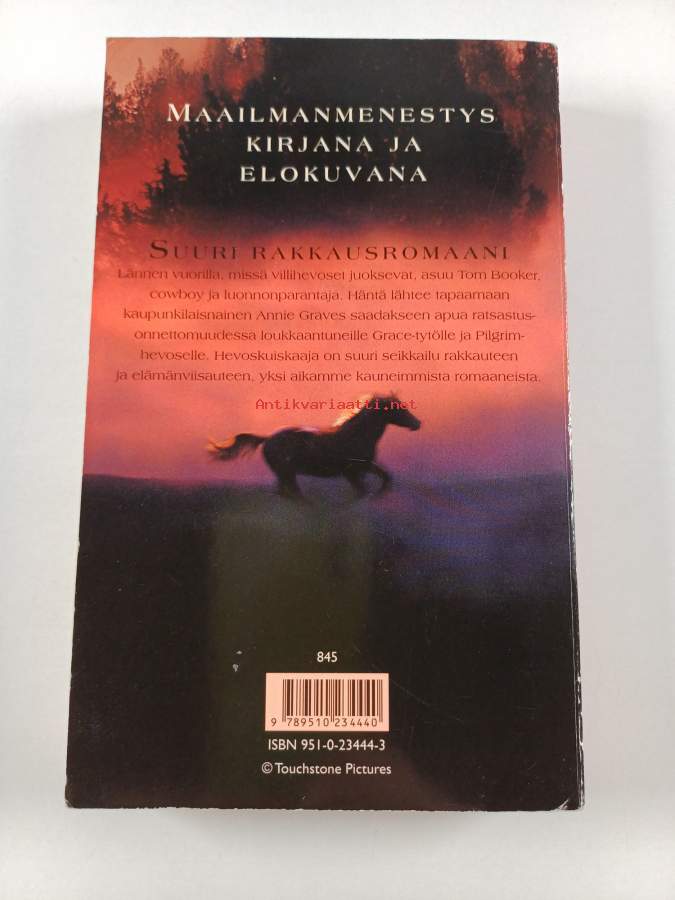 MAAILMANMENESTYS
KIRJANA JA
ELOKUVANA
SUURI RAKKAUSROMAANI
Lännen vuorilla, missä villihevoset juoksevat, asuu Tom Booker,
cowboy ja luonnonparantaja. Häntä lähtee tapaamaan
kaupunkilaisnainen Annie Graves saadakseen apua ratsastus-
onnettomuudessa loukkaantuneille Grace-tytölle ja Pilgrim-
hevoselle. Hevoskuiskaaja on suuri seikkailu rakkauteen
ja elämänviisauteen, yksi aikamme kauneimmista romaaneista.
Antikvariaatti.net
845
9 789510 234440
ISBN 951-0-23444-3
© Touchstone Pictures